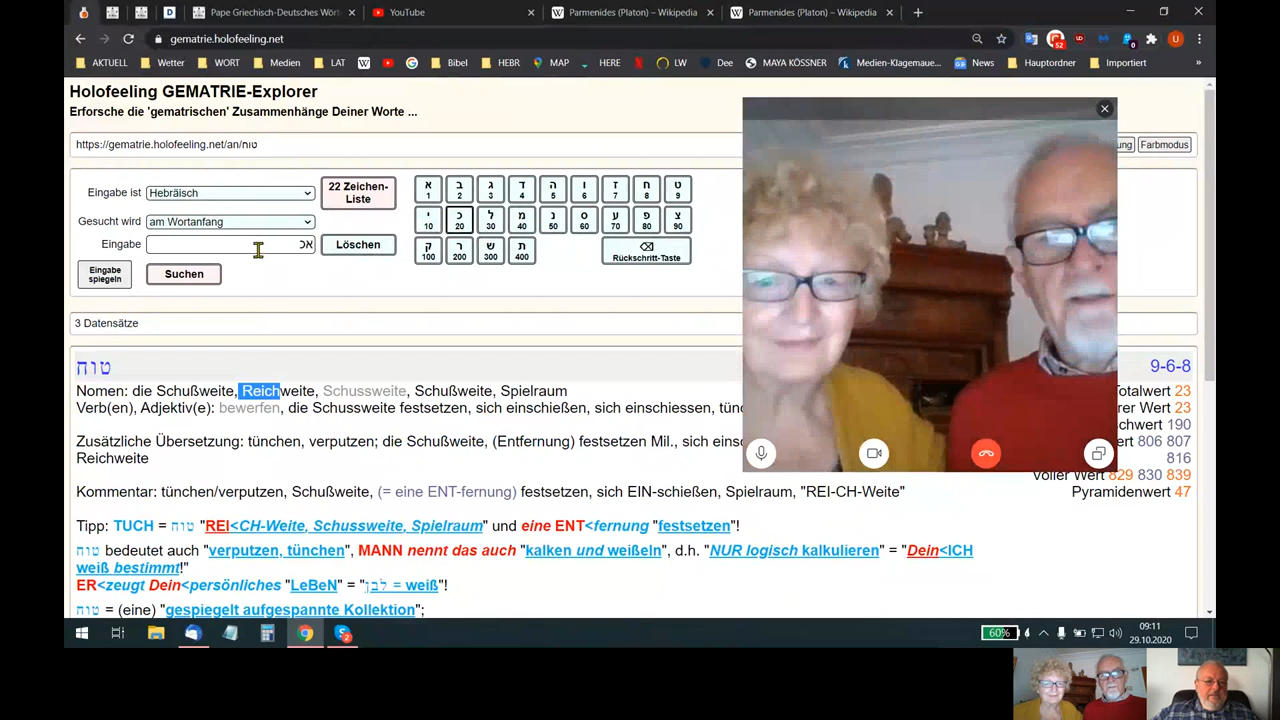 Pape Griechisch-Deutsches Wört
YouTube
Parmenides (Platon) – Wikipedia
Parmenides (Platon) – Wikipedia
gematrie.holofeeling.net
52
0
U
AKTUELL
Wetter
WORT
Medien
LAT
Bibel
HEBR
MAP
HERE
LW
Dee
MAYA KÖSSNER
Medien-Klagemaue...
News
Hauptordner
Importiert
»
Holofeeling GEMATRIE-Explorer
Erforsche die 'gematrischen' Zusammenhänge Deiner Worte ...
https://gematrie.holofeeling.net/an/טוח
ung
Farbmodus
Eingabe ist
Hebräisch
22 Zeichen-
Liste
Gesucht wird
am Wortanfang
Eingabe
אכ
Löschen
Eingabe
spiegeln
Suchen
א ב ג ד ה ו ז ח ט
1 2 3 4 5 6 7 8 9
י כ ל מ נ ס ע פ צ
10 20 30 40 50 60 70 80 90
ק ר ש ת
100 200 300 400
Rückschritt-Taste
3 Datensätze
טוח
9-6-8
Nomen: die Schußweite, Reichweite, Schussweite, Schußweite, Spielraum
Totalwert 23
Verb(en), Adjektiv(e): bewerfen, die Schussweite festsetzen, sich einschießen, sich einschiessen, tünc
rer Wert 23
chwert 190
Zusätzliche Übersetzung: tünchen, verputzen; die Schußweite, (Entfernung) festsetzen Mil., sich eins
ert 806 807
Reichweite
816
Voller Wert 829 830 839
Kommentar: tünchen/verputzen, Schußweite, (= eine ENT-fernung) festsetzen, sich EIN-schießen, Spielraum, "REI-CH-Weite"
Pyramidenwert 47
Tipp: TUCH = טוח "REI<CH-Weite, Schussweite, Spielraum" und eine ENT<fernung "festsetzen"!
טוח bedeutet auch "verputzen, tünchen", MANN nennt das auch "kalken und weißeln", d.h. "NUR logisch kalkulieren" = "Dein<ICH
weiß bestimmt!"
ER<zeugt Dein<persönliches "LeBeN" = "לבן = weiß"!
טוח = (eine) "gespiegelt aufgespannte Kollektion";
60%
09:11
29.10.2020